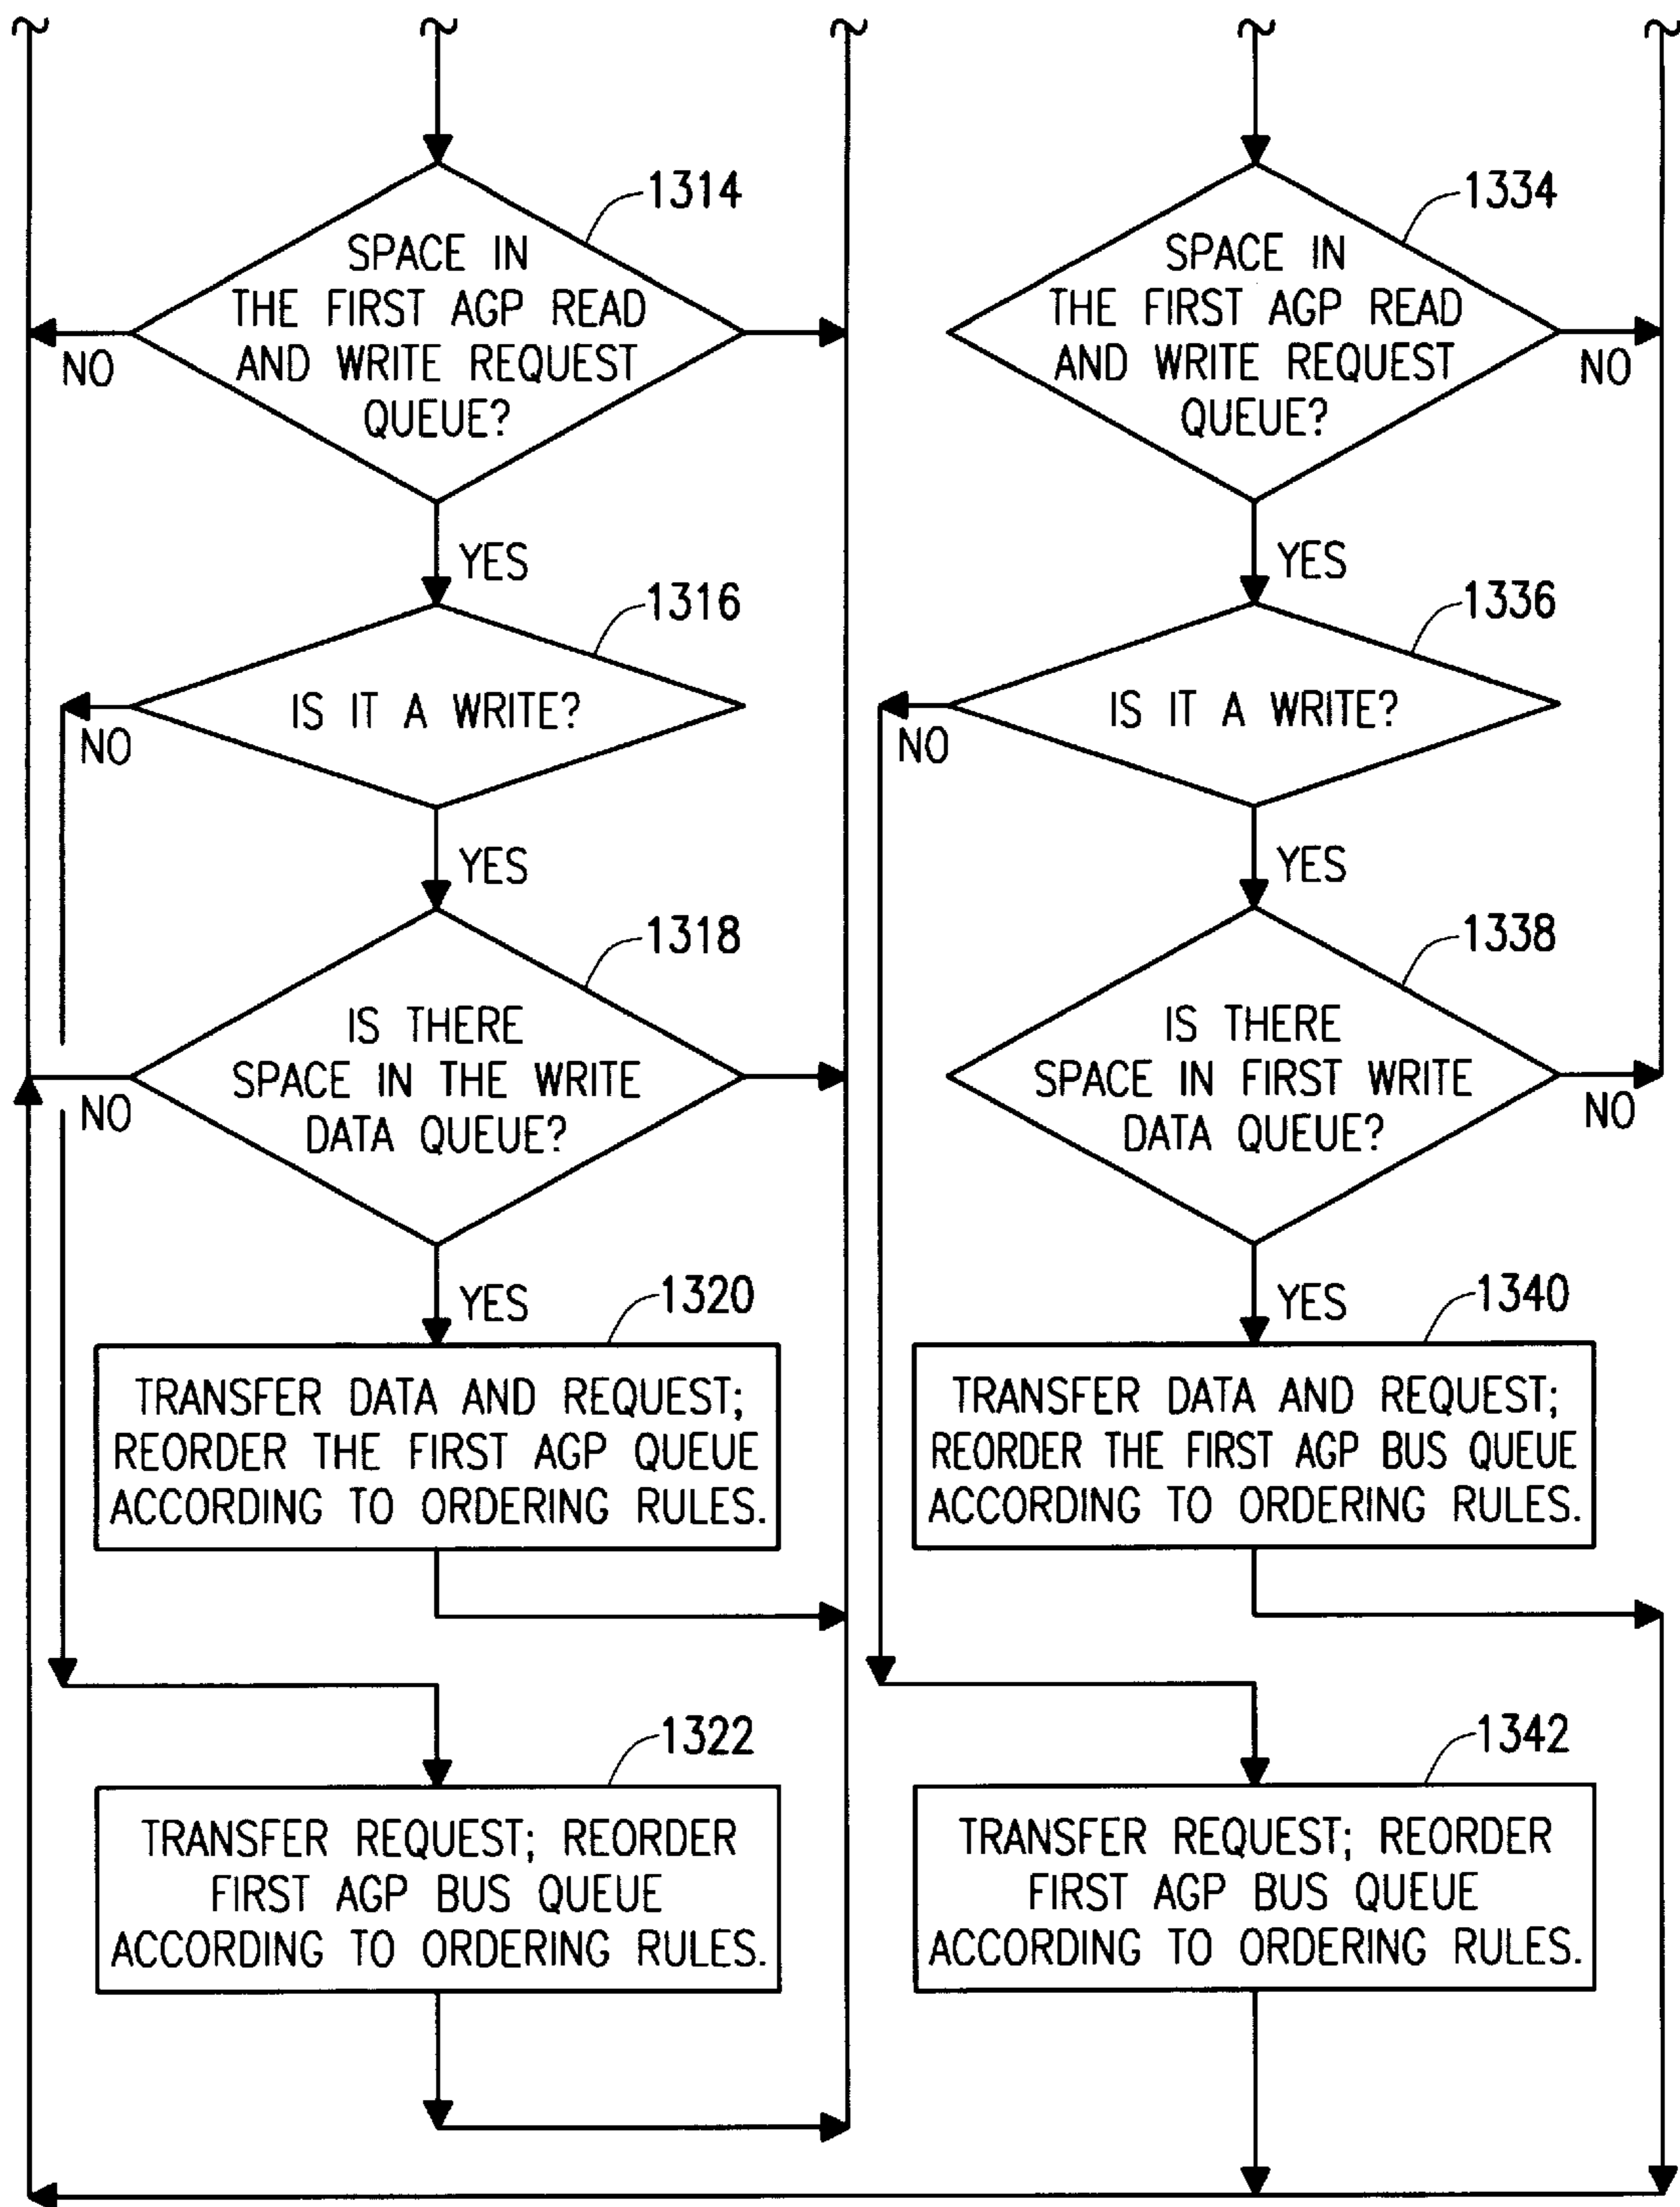 1314
SPACE IN
THE FIRST AGP READ
AND WRITE REQUEST
QUEUE?
NO
YES
1316
IS IT A WRITE?
NO
YES
1318
IS THERE
SPACE IN THE WRITE
DATA QUEUE?
NO
YES
1320
TRANSFER DATA AND REQUEST;
REORDER THE FIRST AGP QUEUE
ACCORDING TO ORDERING RULES.
1322
TRANSFER REQUEST; REORDER
FIRST AGP BUS QUEUE
ACCORDING TO ORDERING RULES.
1334
SPACE IN
THE FIRST AGP READ
AND WRITE REQUEST
QUEUE?
NO
YES
1336
IS IT A WRITE?
NO
YES
1338
IS THERE
SPACE IN FIRST WRITE
DATA QUEUE?
NO
YES
1340
TRANSFER DATA AND REQUEST;
REORDER THE FIRST AGP BUS QUEUE
ACCORDING TO ORDERING RULES.
1342
TRANSFER REQUEST; REORDER
FIRST AGP BUS QUEUE
ACCORDING TO ORDERING RULES.